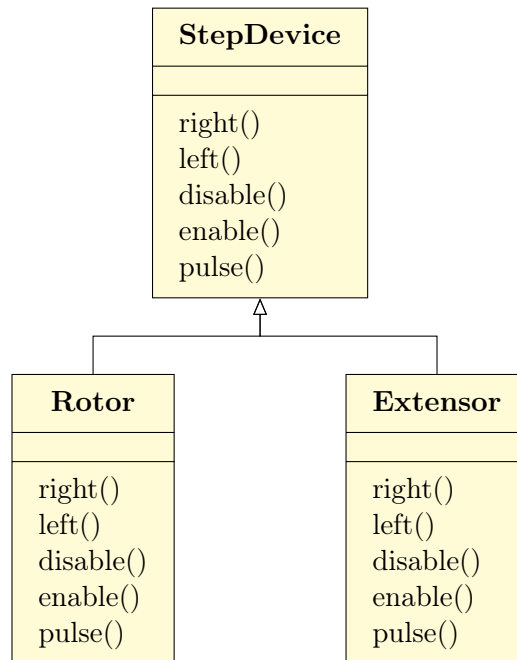 StepDevice
right()
left()
disable()
enable()
pulse()
Rotor
right()
left()
disable()
enable()
pulse()
Extensor
right()
left()
disable()
enable()
pulse()